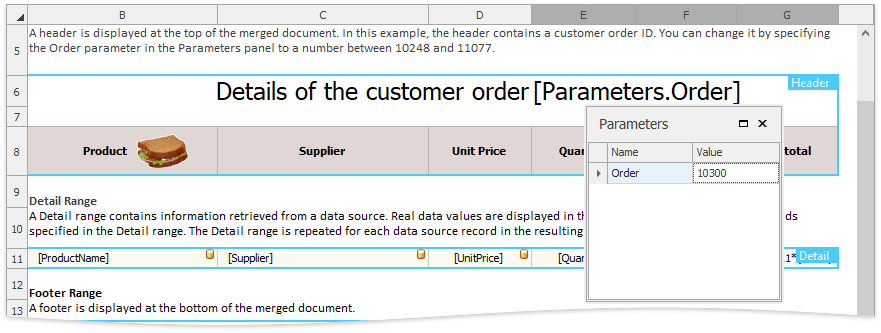 B C D E F G
A header is displayed at the top of the merged document. In this example, the header contains a customer order ID. You can change it by specifying
5 the Order parameter in the Parameters panel to a number between 10248 and 11077.
6 Details of the customer order [Parameters.Order] Header
7
Parameters
8 Product Supplier Unit Price Quan total
Name Value
Order 10300
9 Detail Range
A Detail range contains information retrieved from a data source. Real data values are displayed in th ds
10 specified in the Detail range. The Detail range is repeated for each data source record in the resulting
11 [ProductName] [Supplier] [UnitPrice] [Quan .1* Detail
12 Footer Range
13 A footer is displayed at the bottom of the merged document.